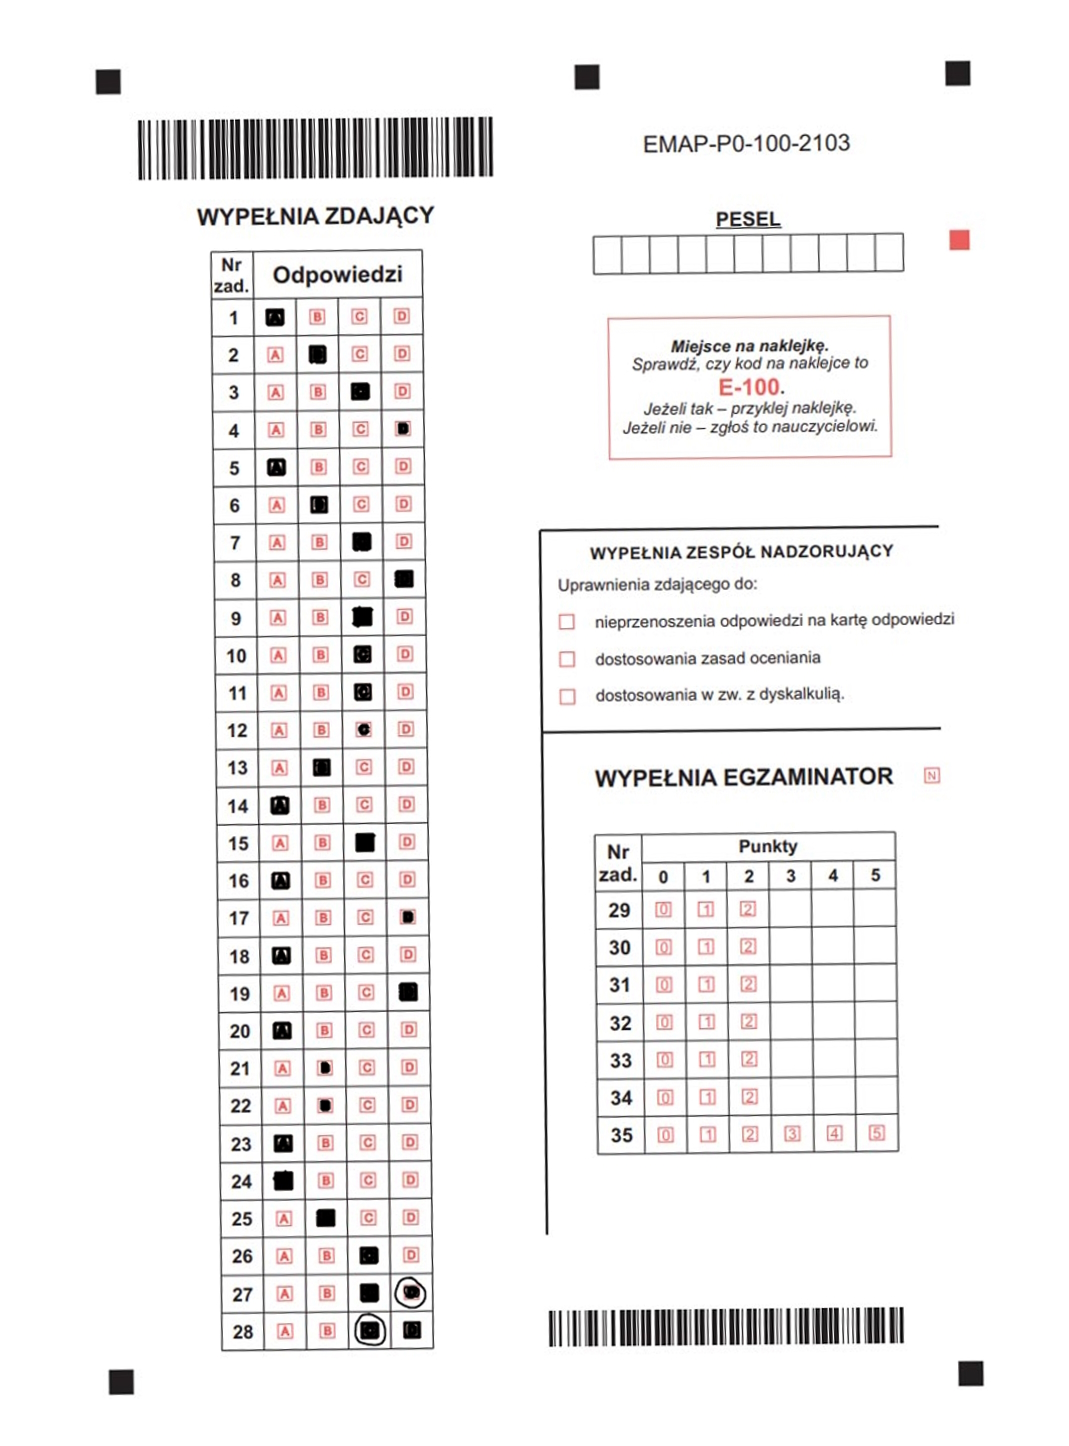 EMAP-P0-100-2103
WYPEŁNIA ZDAJĄCY
Nr zad. Odpowiedzi
1 A B C D
2 A C D
3 A B D
4 A B C D
5 A B C D
6 A B C D
7 A B D
8 A B C
9 A B D
10 A B C D
11 A B C D
12 A B C D
13 A C D
14 A B C D
15 A B D
16 A B C D
17 A B C D
18 A B C D
19 A B C
20 A B C D
21 A B C D
22 A B C D
23 A B C D
24 B C D
25 A C D
26 A B C D
27 A B D
28 A B C D
PESEL
Miejsce na naklejkę.
Sprawdź, czy kod na naklejce to
E-100.
Jeżeli tak – przyklej naklejkę.
Jeżeli nie – zgłoś to nauczycielowi.
WYPEŁNIA ZESPÓŁ NADZORUJĄCY
Uprawnienia zdającego do:
nieprzenoszenia odpowiedzi na kartę odpowiedzi
dostosowania zasad oceniania
dostosowania w zw. z dyskalkulią.
WYPEŁNIA EGZAMINATOR N
Nr zad. Punkty
0 1 2 3 4 5
29 0 1 2
30 0 1 2
31 0 1 2
32 0 1 2
33 0 1 2
34 0 1 2
35 0 1 2 3 4 5